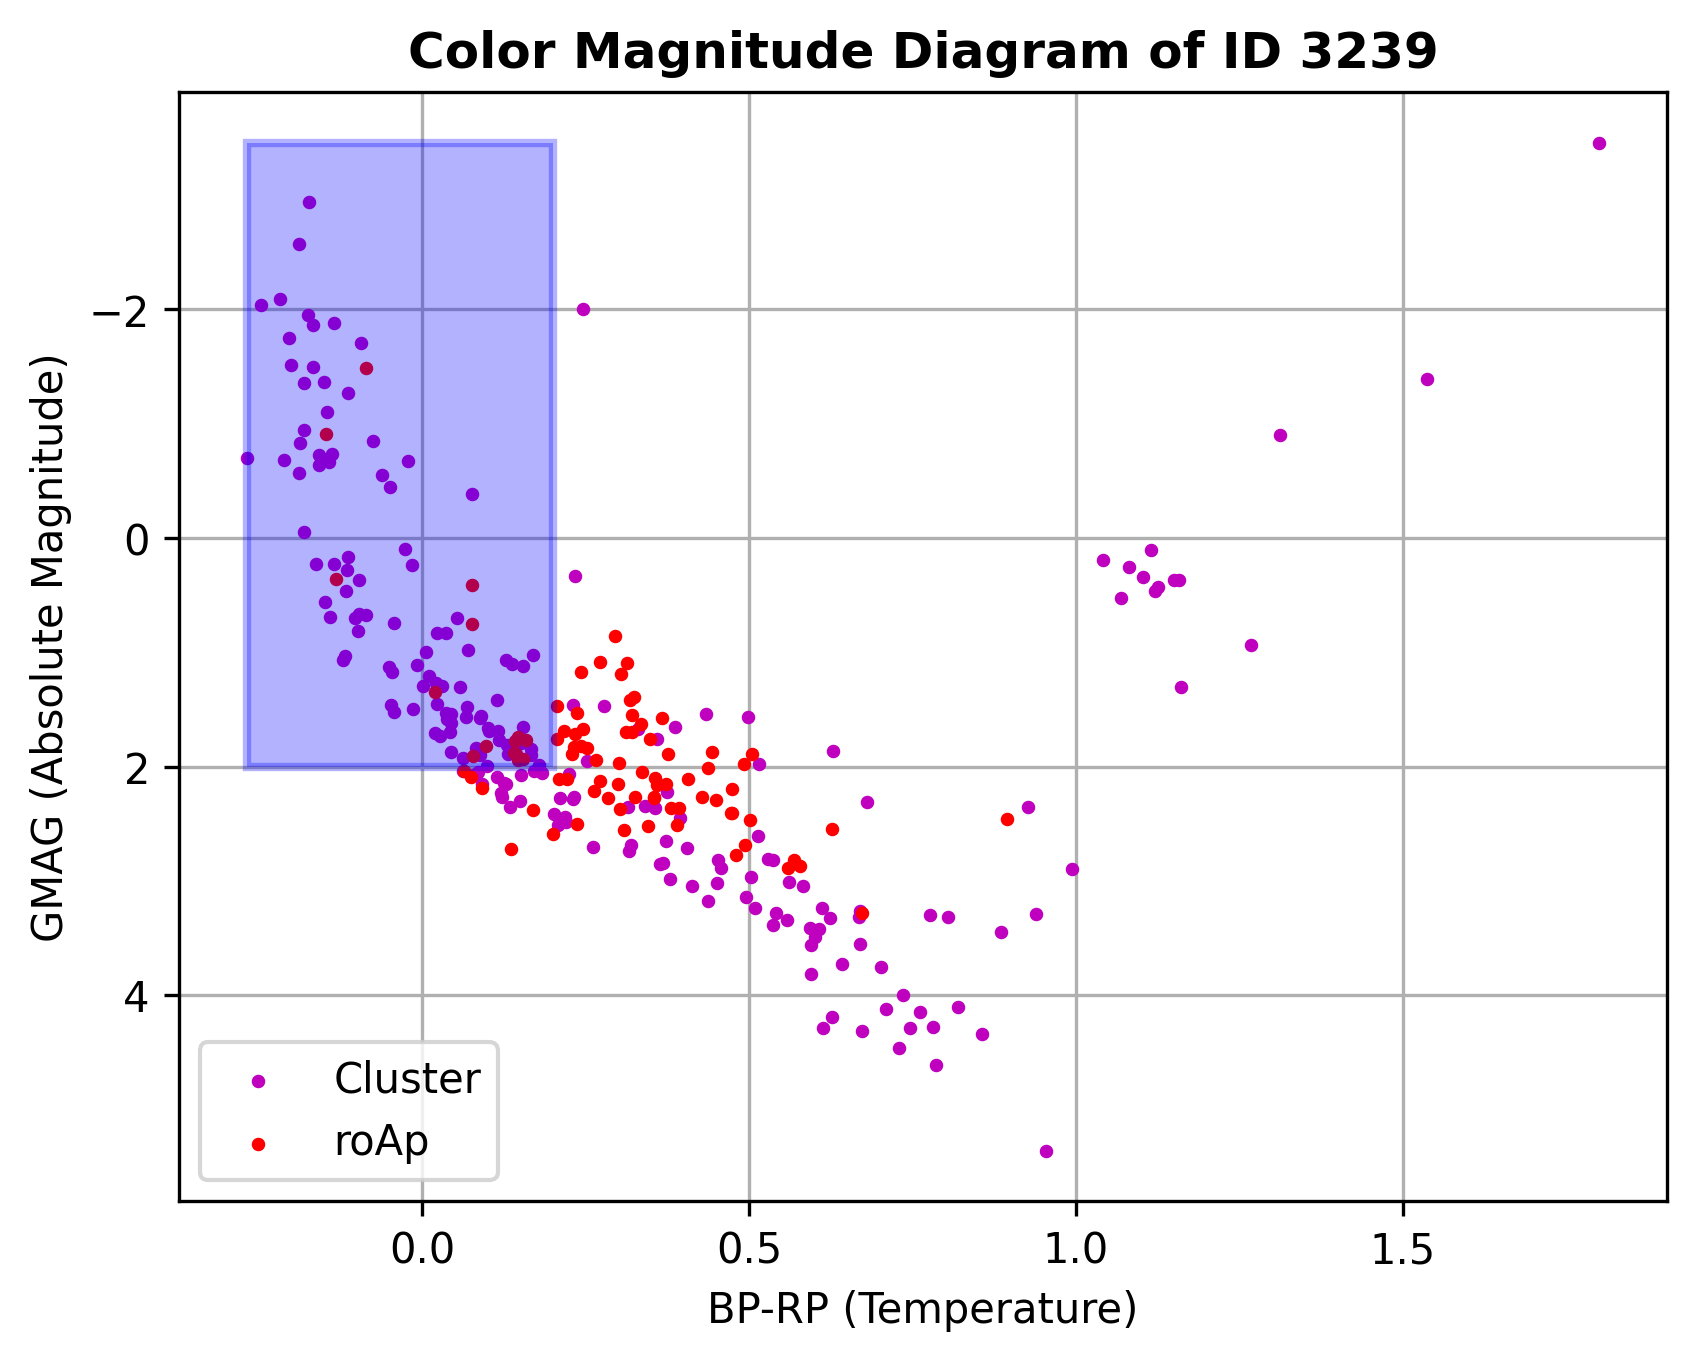 Color Magnitude Diagram of ID 3239
GMAG (Absolute Magnitude)
−2
0
2
4
Cluster
roAp
0.0 0.5 1.0 1.5
BP-RP (Temperature)